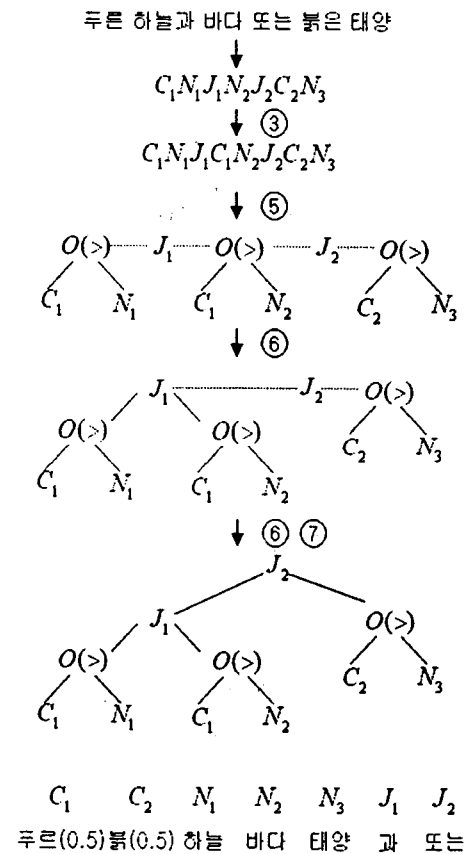 푸른 하늘과 바다 또는 붉은 태양
C₁N₁J₁N₂J₂C₂N₃
③
C₁N₁J₁C₁N₂J₂C₂N₃
⑤
O(>) J₁ O(>) J₂ O(>)
C₁ N₁ C₁ N₂ C₂ N₃
⑥
J₁ J₂ O(>)
O(>) O(>) C₂ N₃
C₁ N₁ C₁ N₂
⑥ ⑦
J₂
J₁ O(>)
O(>) O(>) C₂ N₃
C₁ N₁ C₁ N₂
C₁ C₂ N₁ N₂ N₃ J₁ J₂
푸르(0.5) 붉(0.5) 하늘 바다 태양 과 또는